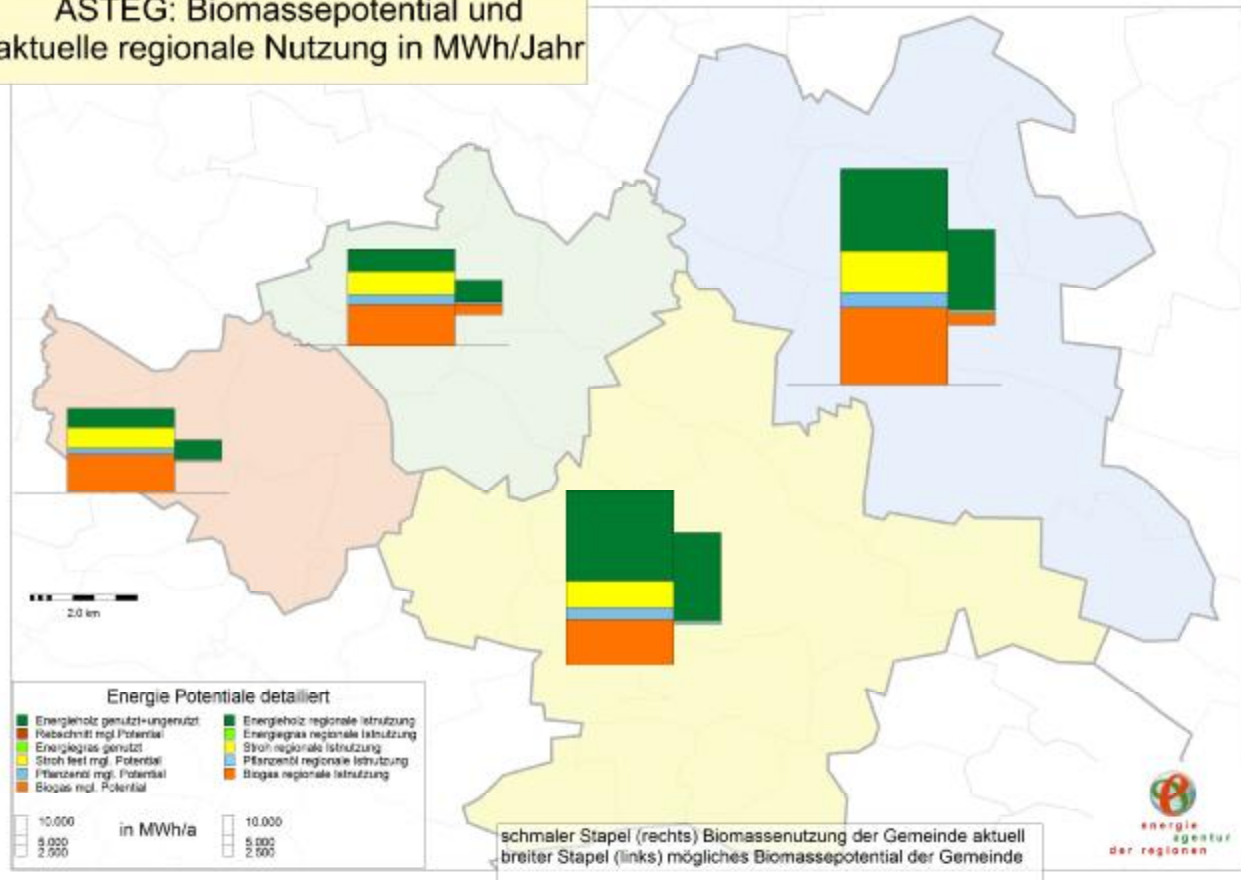 ASTEG: Biomassepotential und
aktuelle regionale Nutzung in MWh/Jahr
2.0 km
Energie Potentiale detailliert
Energieholz genutzt+ungenutzt
Rebschnitt mgl Potential
Energiegras genutzt
Stroh fest mgl. Potential
Pflanzenöl mgl. Potential
Biogas mgl. Potential
Energieholz regionale Istnutzung
Energiegras regionale Istnutzung
Stroh regionale Istnutzung
Pflanzenöl regionale Istnutzung
Biogas regionale Istnutzung
10.000
5.000
2.500
in MWh/a
10.000
5.000
2.500
schmaler Stapel (rechts) Biomassenutzung der Gemeinde aktuell
breiter Stapel (links) mögliches Biomassepotential der Gemeinde
energie
agentur
der regionen